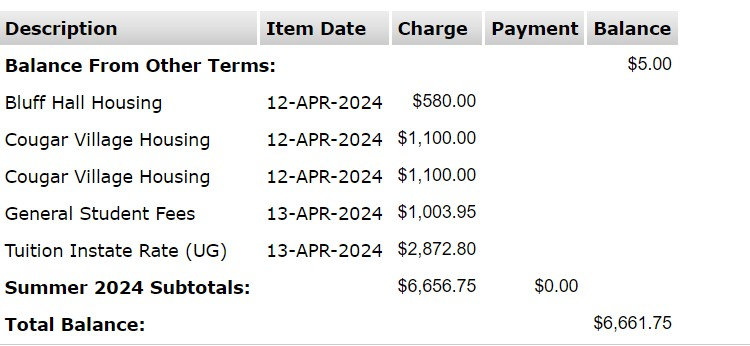 Description Item Date Charge Payment Balance
Balance From Other Terms: $5.00
Bluff Hall Housing 12-APR-2024 $580.00
Cougar Village Housing 12-APR-2024 $1,100.00
Cougar Village Housing 12-APR-2024 $1,100.00
General Student Fees 13-APR-2024 $1,003.95
Tuition Instate Rate (UG) 13-APR-2024 $2,872.80
Summer 2024 Subtotals: $6,656.75 $0.00
Total Balance: $6,661.75